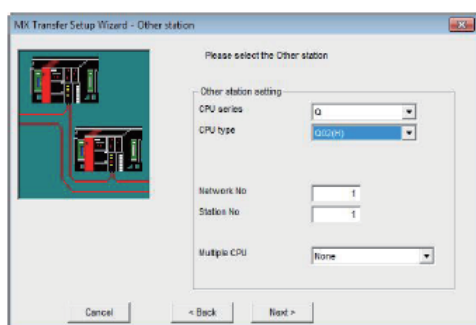 MX Transfer Setup Wizard - Other station
Please select the Other station
Other station setting
CPU series
Q
CPU type
Q02(H)
Network No
1
Station No
1
Multiple CPU
None
Cancel
< Back
Next >